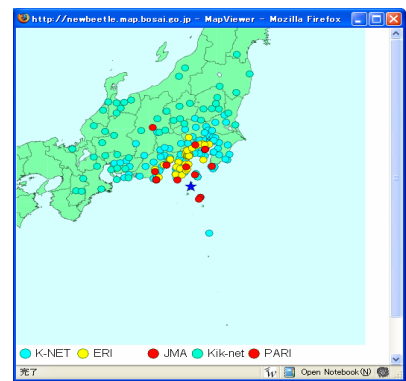 http://newbeetle.map.bosai.go.jp - MapViewer - Mozilla Firefox
K-NET ERI JMA Kik-net PARI
完了 Open Notebook(N)